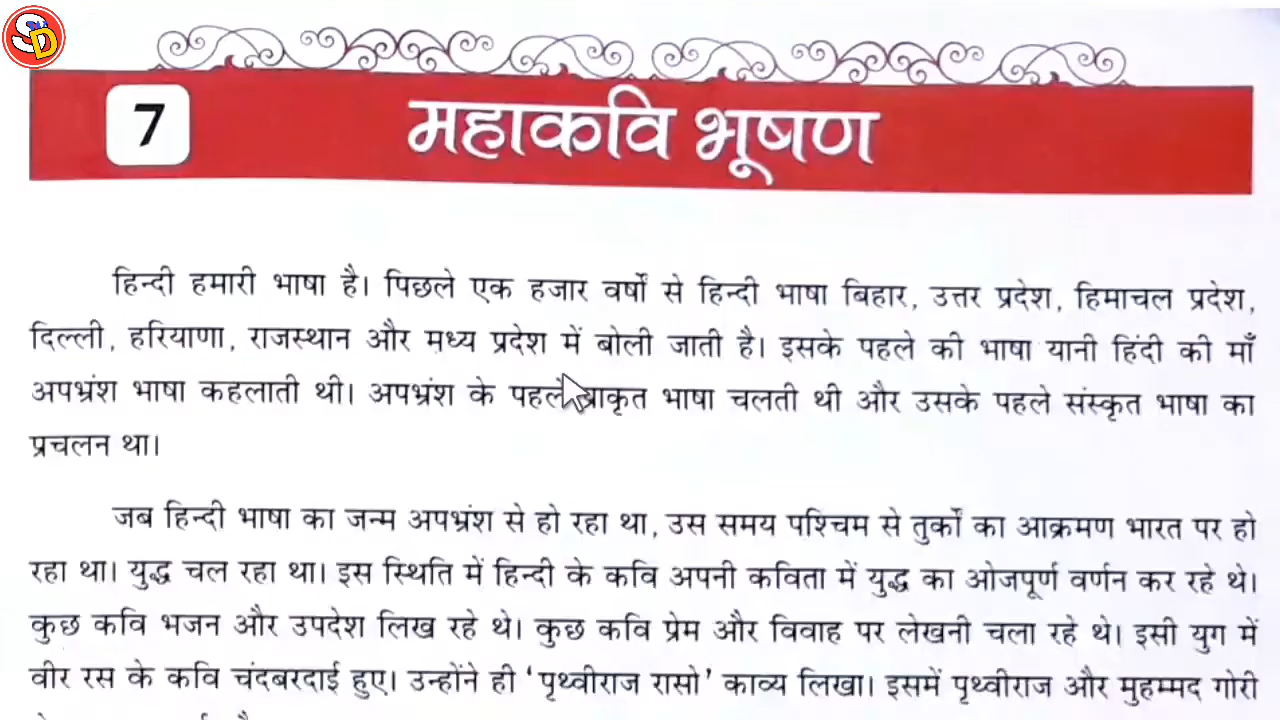 SD
7
महाकवि भूषण
हिन्दी हमारी भाषा है। पिछले एक हजार वर्षों से हिन्दी भाषा बिहार, उत्तर प्रदेश, हिमाचल प्रदेश,
दिल्ली, हरियाणा, राजस्थान और मध्य प्रदेश में बोली जाती है। इसके पहले की भाषा यानी हिंदी की माँ
अपभ्रंश भाषा कहलाती थी। अपभ्रंश के पहले प्राकृत भाषा चलती थी और उसके पहले संस्कृत भाषा का
प्रचलन था।
जब हिन्दी भाषा का जन्म अपभ्रंश से हो रहा था, उस समय पश्चिम से तुर्कों का आक्रमण भारत पर हो
रहा था। युद्ध चल रहा था। इस स्थिति में हिन्दी के कवि अपनी कविता में युद्ध का ओजपूर्ण वर्णन कर रहे थे।
कुछ कवि भजन और उपदेश लिख रहे थे। कुछ कवि प्रेम और विवाह पर लेखनी चला रहे थे। इसी युग में
वीर रस के कवि चंदबरदाई हुए। उन्होंने ही ‘पृथ्वीराज रासो’ काव्य लिखा। इसमें पृथ्वीराज और मुहम्मद गोरी